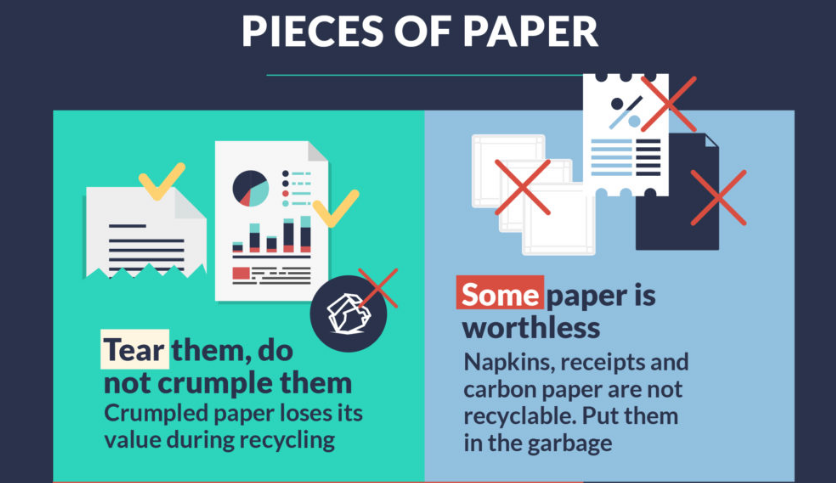 PIECES OF PAPER
Tear them, do
not crumple them
Crumpled paper loses its
value during recycling
Some paper is
worthless
Napkins, receipts and
carbon paper are not
recyclable. Put them
in the garbage